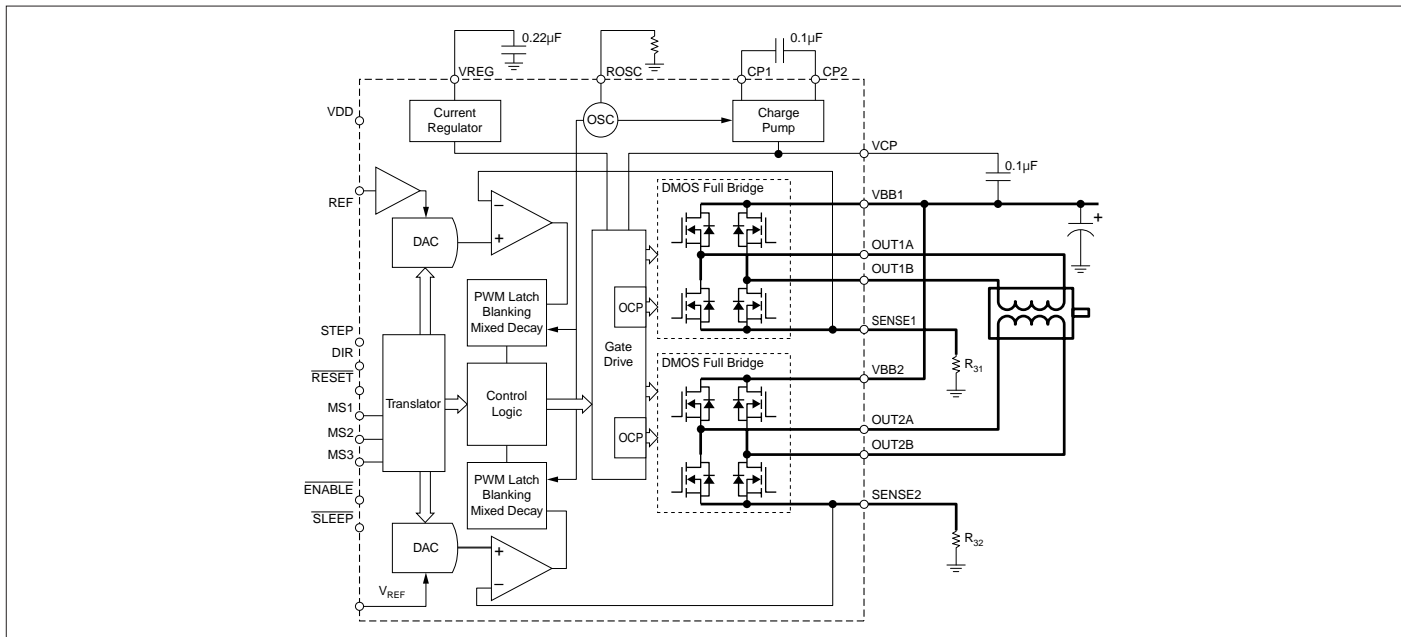 0.22µF
0.1µF
VREG
ROSC
CP1
CP2
VDD
Current
Regulator
OSC
Charge
Pump
VCP
0.1µF
REF
DAC
−
+
DMOS Full Bridge
VBB1
+
OUT1A
OUT1B
PWM Latch
Blanking
Mixed Decay
OCP
SENSE1
STEP
DIR
RESET
MS1
MS2
MS3
Translator
Control
Logic
Gate
Drive
DMOS Full Bridge
R31
VBB2
OUT2A
OCP
OUT2B
PWM Latch
Blanking
Mixed Decay
ENABLE
SLEEP
SENSE2
DAC
+
−
R32
VREF